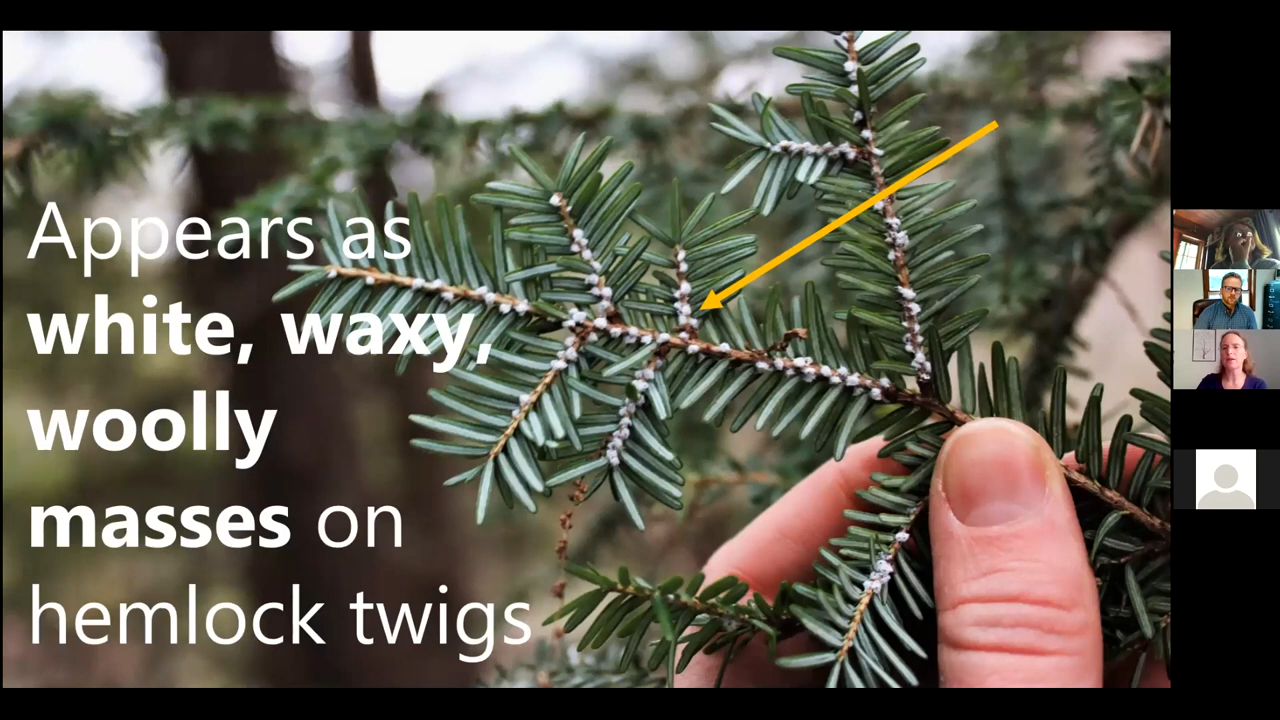 Appears as
white, waxy,
woolly
masses on
hemlock twigs